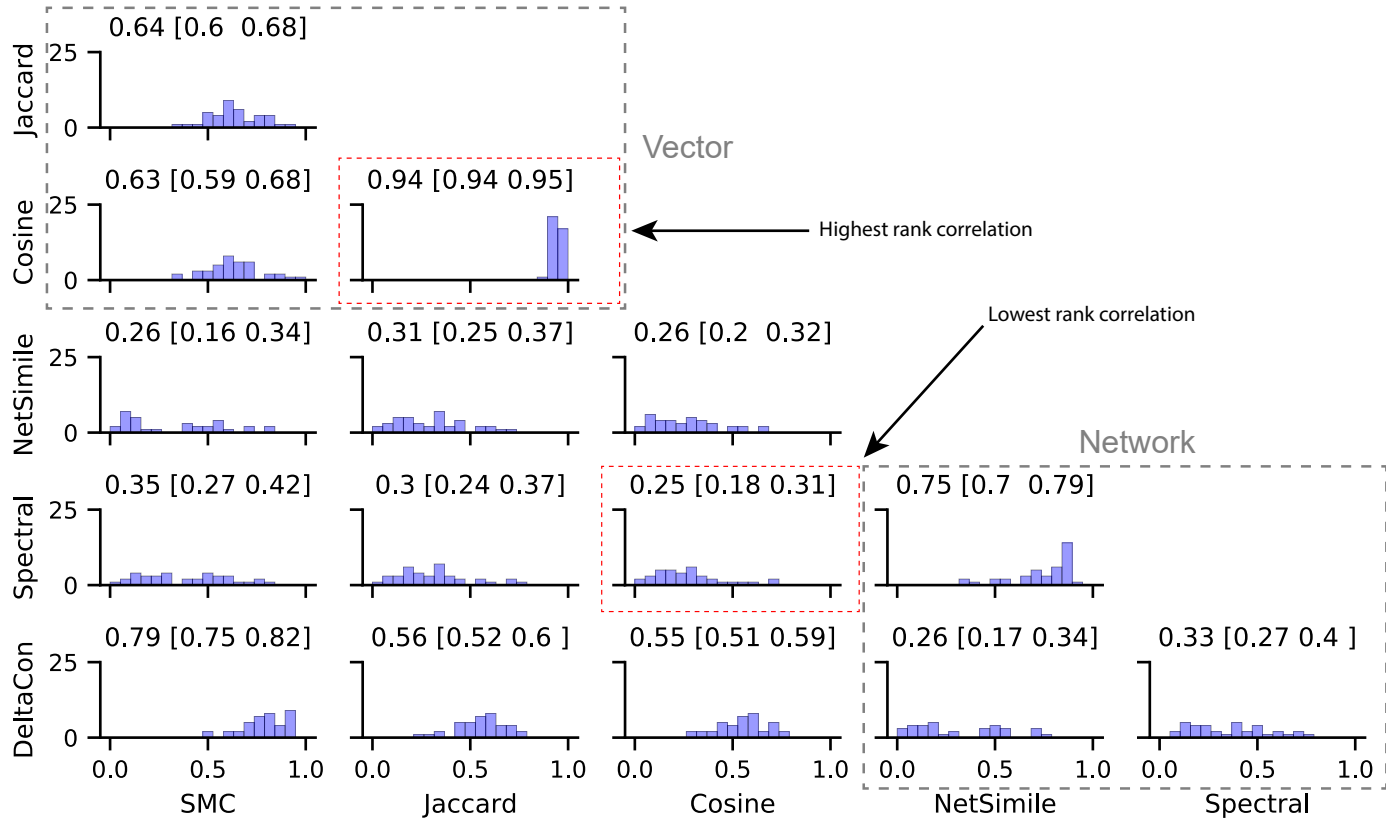 0.64 [0.6  0.68]
Jaccard
25
0
Vector
0.63 [0.59 0.68]
0.94 [0.94 0.95]
Cosine
25
0
Highest rank correlation
Lowest rank correlation
0.26 [0.16 0.34]
0.31 [0.25 0.37]
0.26 [0.2  0.32]
NetSimile
25
0
Network
0.35 [0.27 0.42]
0.3 [0.24 0.37]
0.25 [0.18 0.31]
0.75 [0.7  0.79]
Spectral
25
0
0.79 [0.75 0.82]
0.56 [0.52 0.6 ]
0.55 [0.51 0.59]
0.26 [0.17 0.34]
0.33 [0.27 0.4 ]
DeltaCon
25
0
0.0 0.5 1.0
0.0 0.5 1.0
0.0 0.5 1.0
0.0 0.5 1.0
0.0 0.5 1.0
SMC
Jaccard
Cosine
NetSimile
Spectral